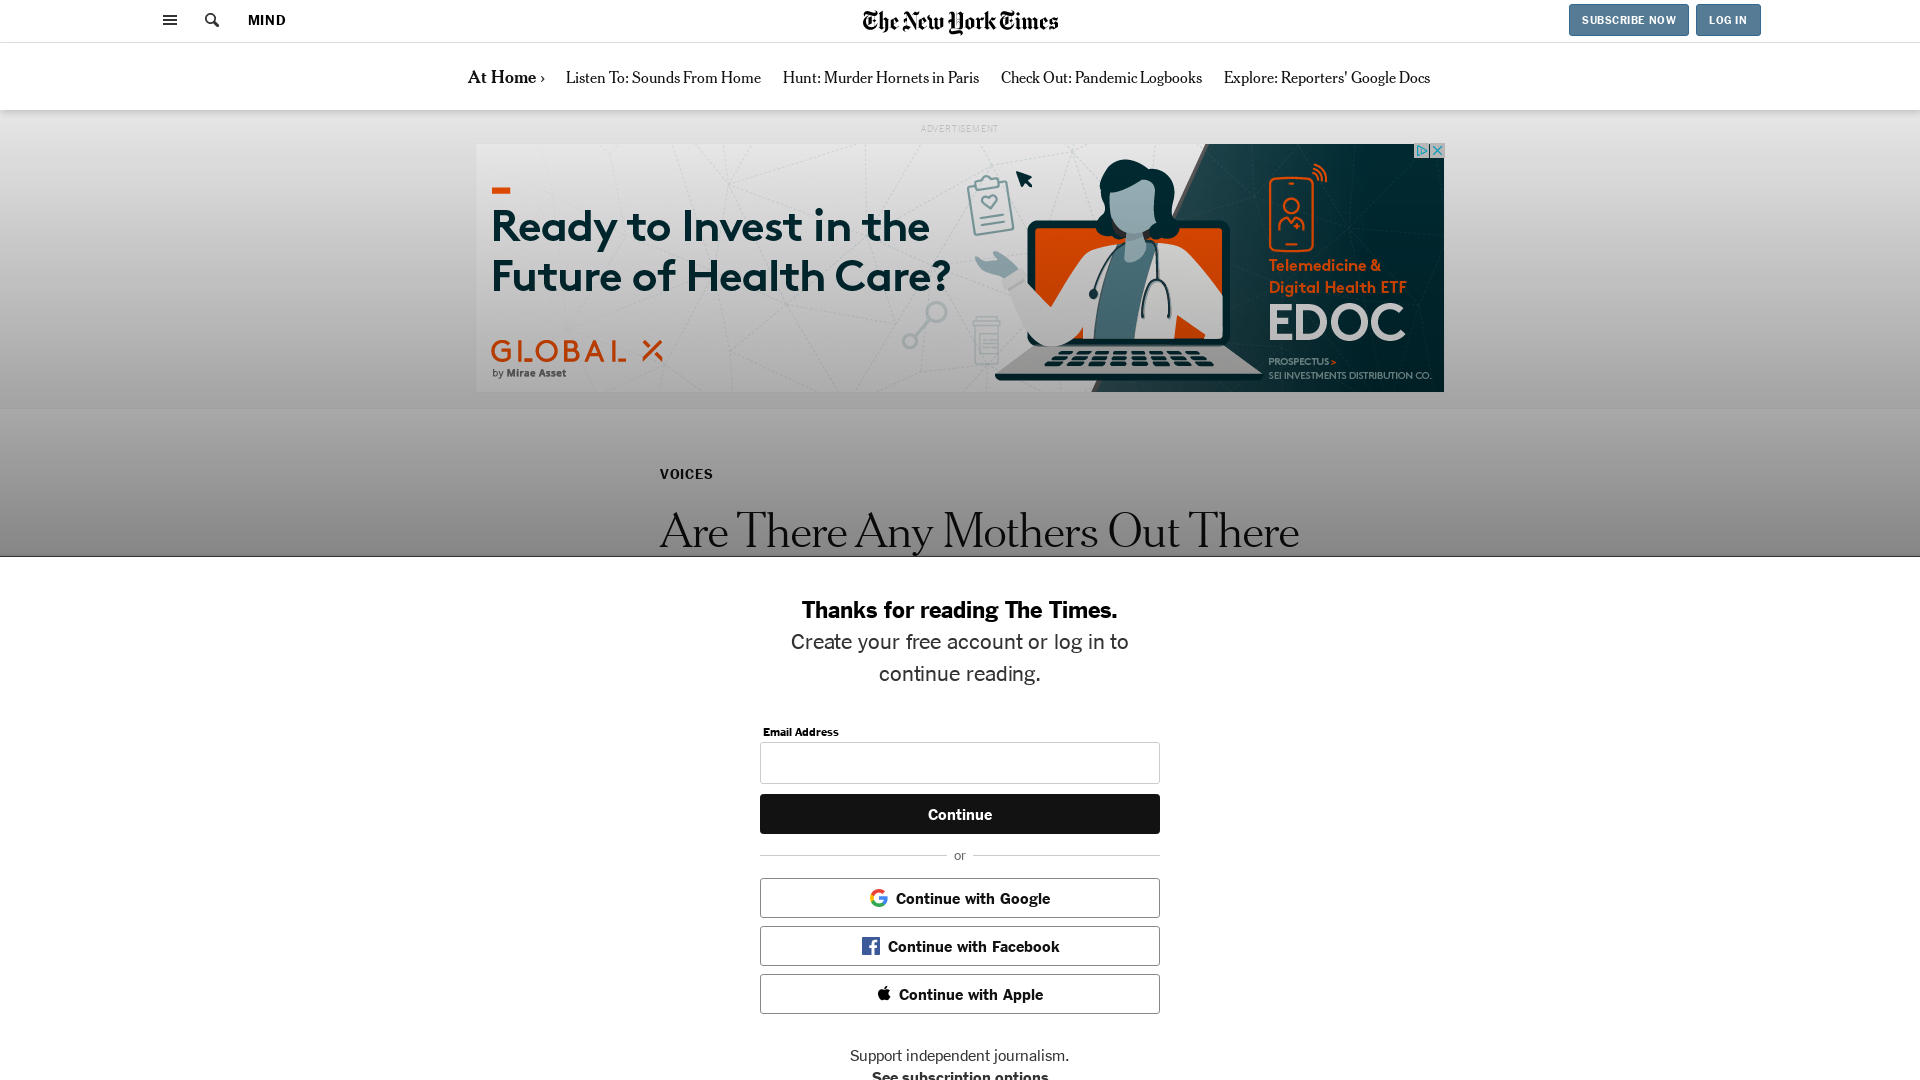 MIND
The New York Times
SUBSCRIBE NOW
LOG IN
At Home ›
Listen To: Sounds From Home
Hunt: Murder Hornets in Paris
Check Out: Pandemic Logbooks
Explore: Reporters' Google Docs
ADVERTISEMENT
Ready to Invest in the
Future of Health Care?
GLOBAL X
by Mirae Asset
Telemedicine &
Digital Health ETF
EDOC
PROSPECTUS >
SEI INVESTMENTS DISTRIBUTION CO.
VOICES
Are There Any Mothers Out There
Thanks for reading The Times.
Create your free account or log in to
continue reading.
Email Address
Continue
or
Continue with Google
Continue with Facebook
Continue with Apple
Support independent journalism.
See subscription options